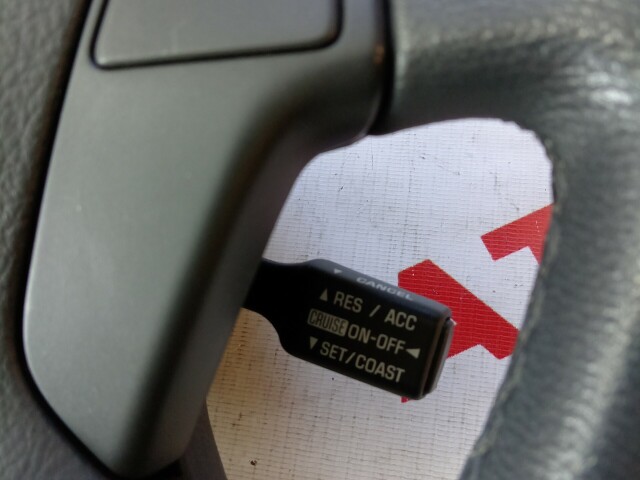 ▼ CANCEL
▲ RES / ACC
CRUISE ON-OFF ◀
▼ SET/COAST